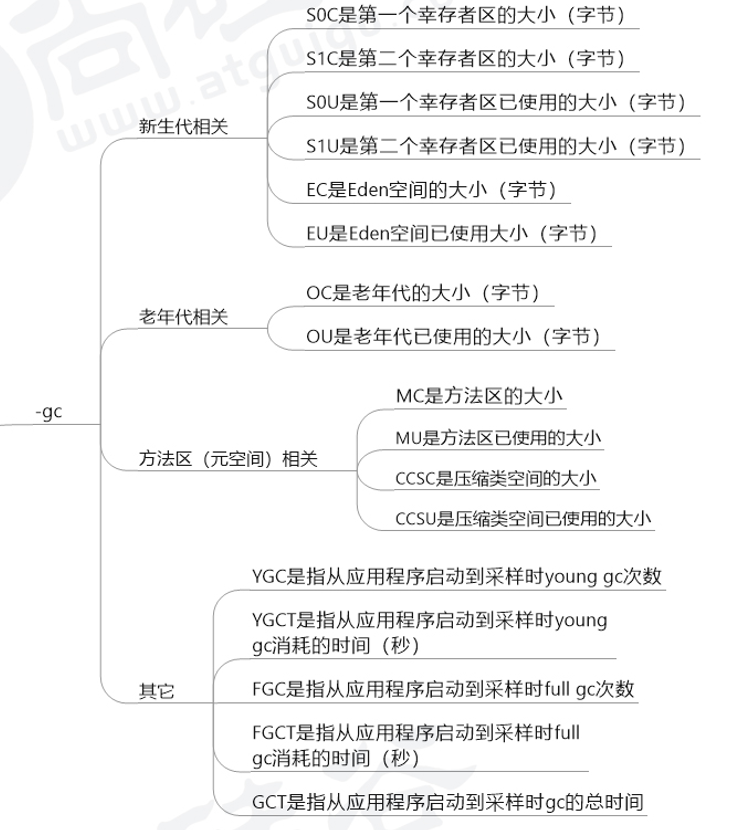 S0C是第一个幸存者区的大小（字节）
S1C是第二个幸存者区的大小（字节）
S0U是第一个幸存者区已使用的大小（字节）
S1U是第二个幸存者区已使用的大小（字节）
新生代相关
EC是Eden空间的大小（字节）
EU是Eden空间已使用大小（字节）
OC是老年代的大小（字节）
老年代相关
OU是老年代已使用的大小（字节）
-gc
MC是方法区的大小
MU是方法区已使用的大小
方法区（元空间）相关
CCSC是压缩类空间的大小
CCSU是压缩类空间已使用的大小
YGC是指从应用程序启动到采样时young gc次数
YGCT是指从应用程序启动到采样时young
gc消耗的时间（秒）
其它
FGC是指从应用程序启动到采样时full gc次数
FGCT是指从应用程序启动到采样时full
gc消耗的时间（秒）
GCT是指从应用程序启动到采样时gc的总时间